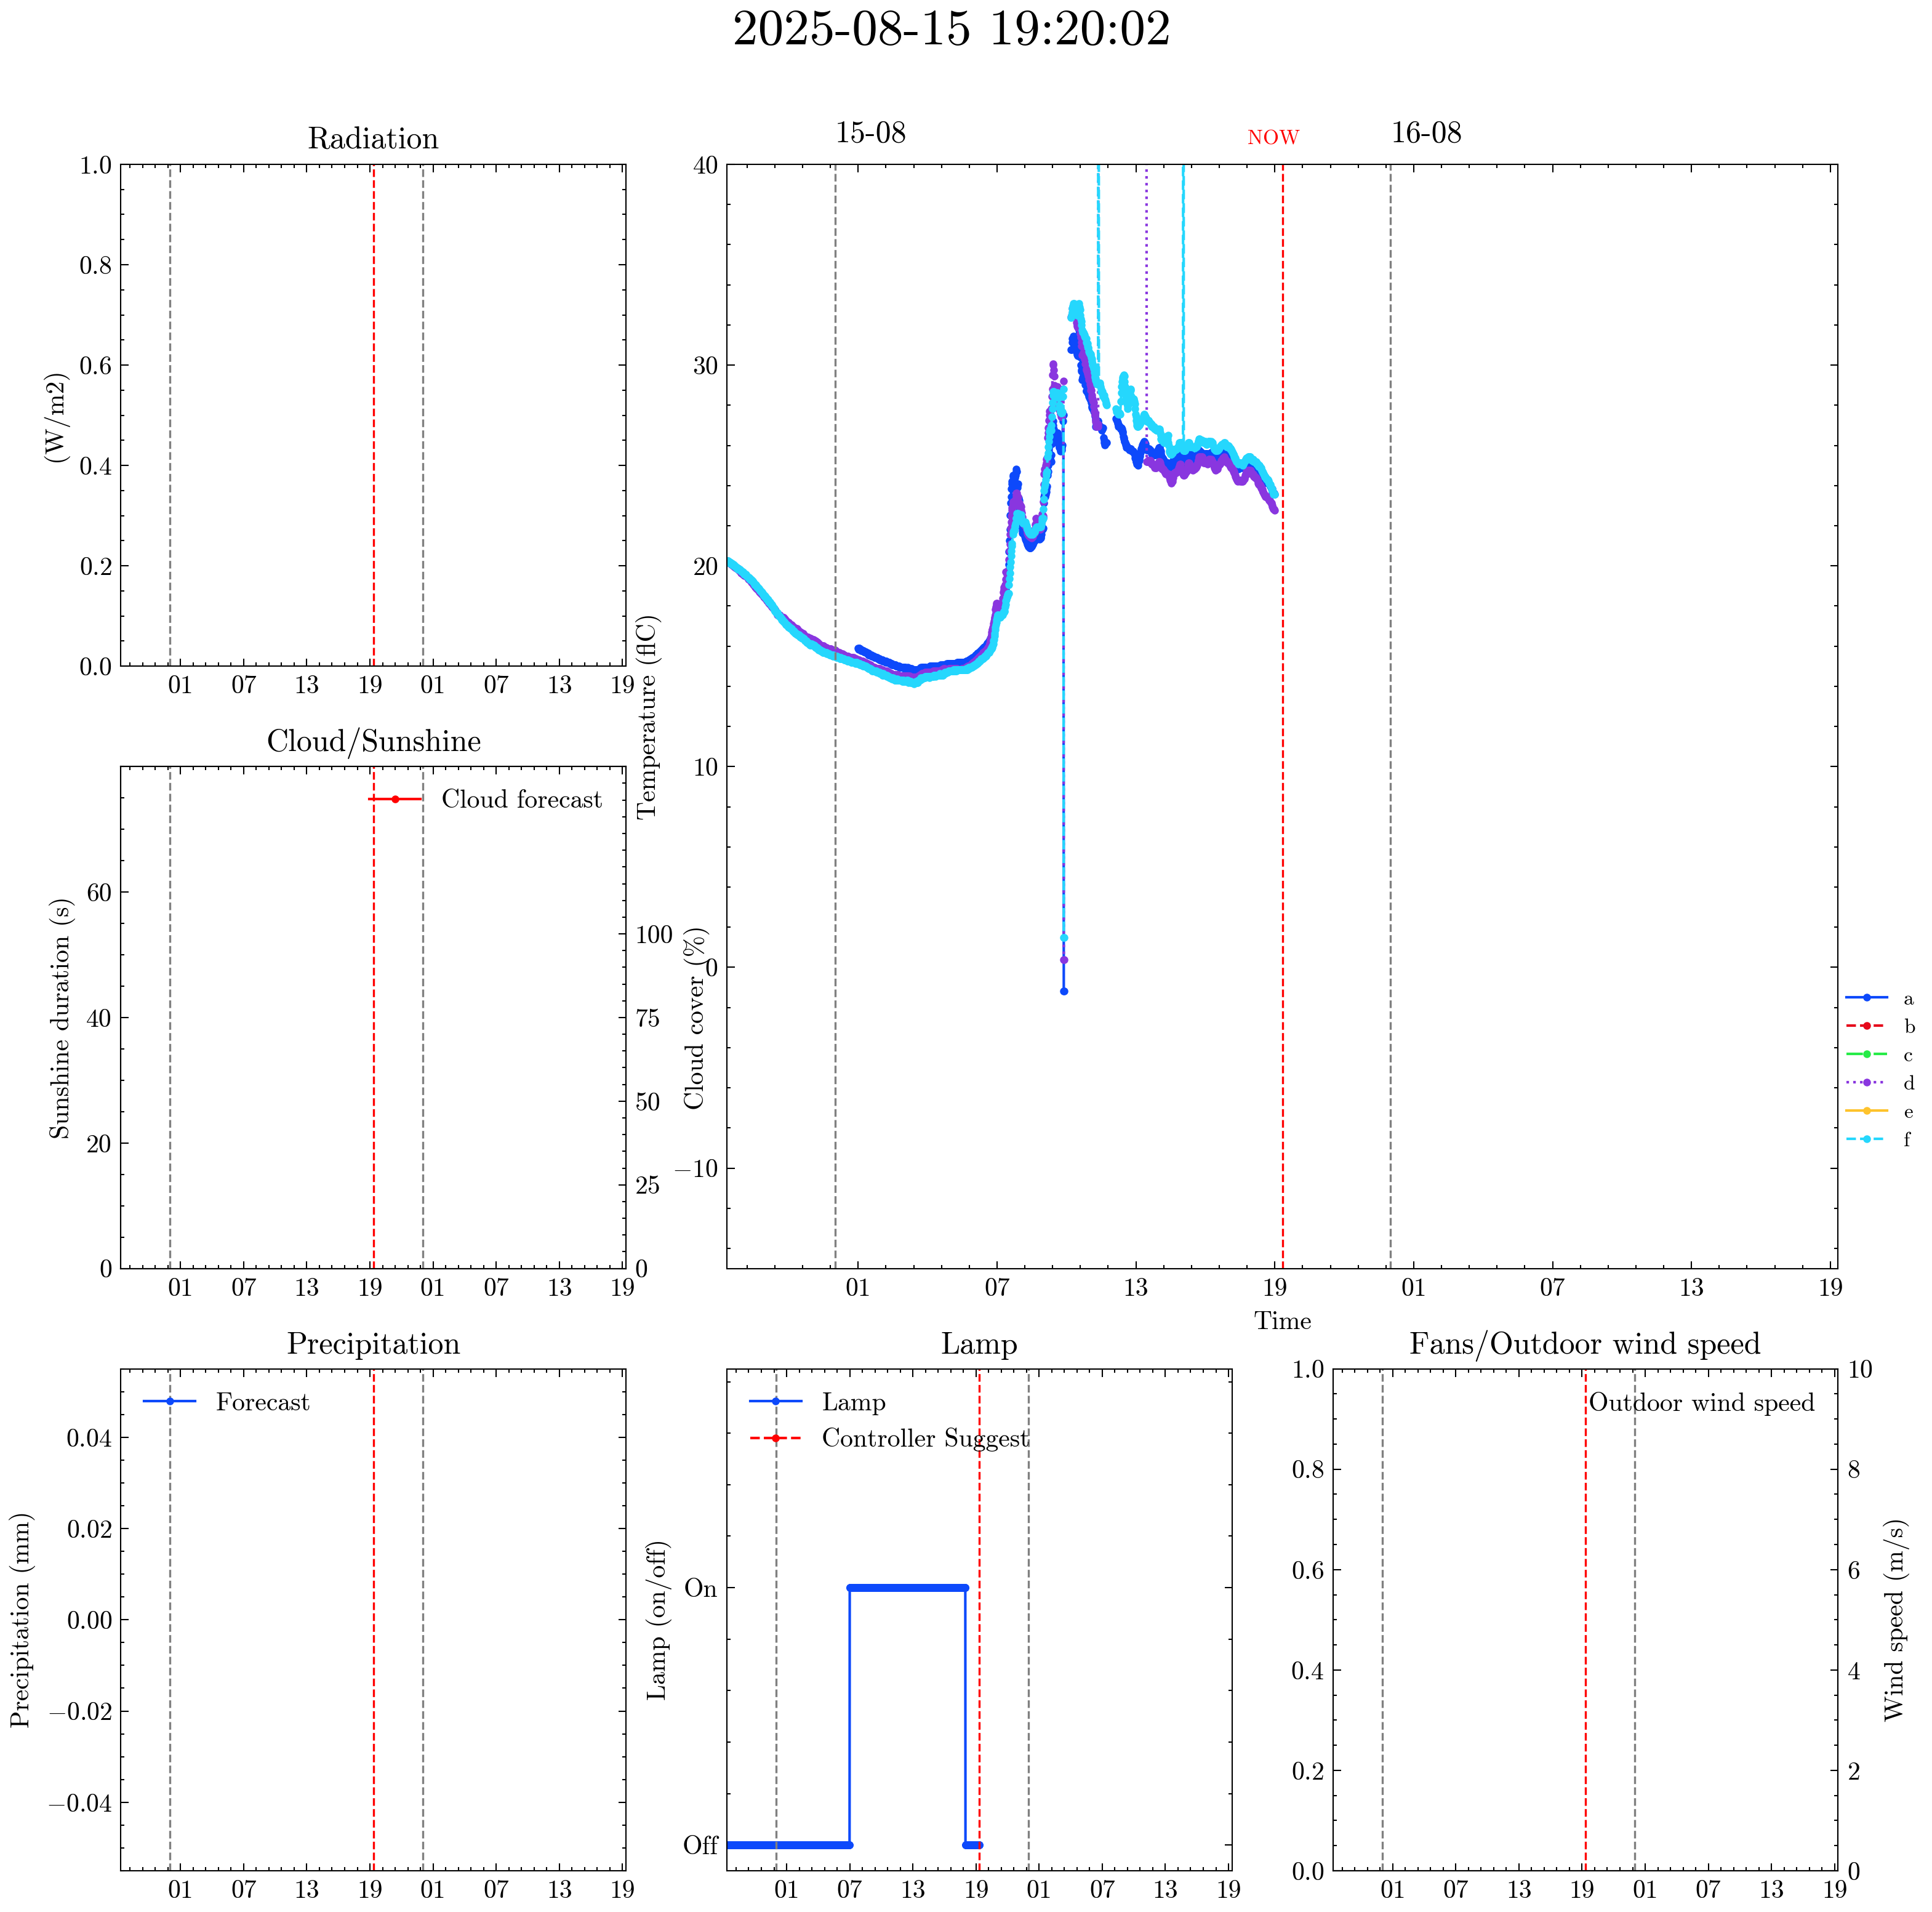 2025-08-15 19:20:02
Radiation
(W/m2)
1.0
0.8
0.6
0.4
0.2
0.0
01 07 13 19 01 07 13 19
15-08 NOW 16-08
Temperature (flC)
40
30
20
10
0
−10
01 07 13 19 01 07 13 19
Time
a
b
c
d
e
f
Cloud/Sunshine
Cloud forecast
Sunshine duration (s)
60
40
20
0
Cloud cover (%)
100
75
50
25
0
01 07 13 19 01 07 13 19
Precipitation
Forecast
Precipitation (mm)
0.04
0.02
0.00
−0.02
−0.04
01 07 13 19 01 07 13 19
Lamp
Lamp
Controller Suggest
Lamp (on/off)
On
Off
01 07 13 19 01 07 13 19
Fans/Outdoor wind speed
Outdoor wind speed
1.0
0.8
0.6
0.4
0.2
0.0
10
8
6
4
2
0
Wind speed (m/s)
01 07 13 19 01 07 13 19